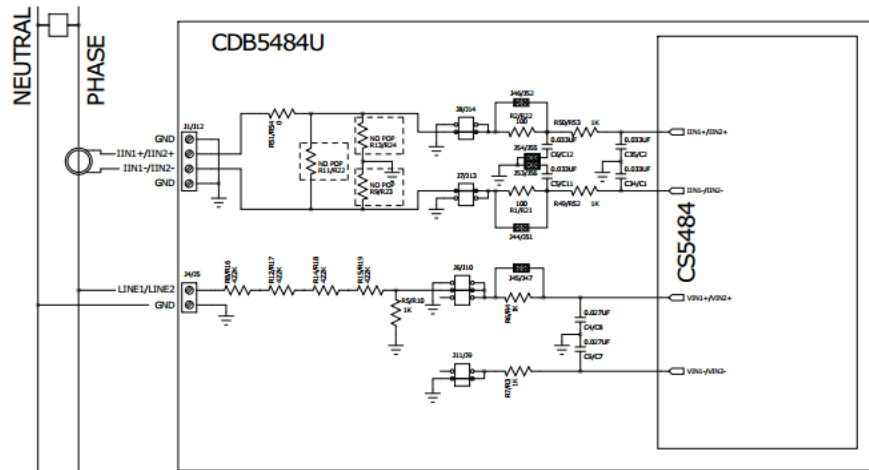 CDB5484U
NEUTRAL
PHASE
J1/J12
GND
IIN1+/IIN2+
IIN1-/IIN2-
GND
R51/R54
0
NO POP
R11/R22
NO POP
R13/R24
NO POP
R9/R23
J8/J14
J7/J13
J46/J52
R2/R22
100
R50/R53
1K
0.033UF
C6/C12
J54/J55
J53/J56
0.033UF
C5/C11
0.033UF
C35/C2
0.033UF
C34/C1
100
R1/R21
R49/R52
1K
J44/J51
IIN1+/IIN2+
IIN1-/IIN2-
CS5484
J4/J5
LINE1/LINE2
GND
R8/R16
422K
R12/R17
422K
R14/R18
422K
R15/R19
422K
R5/R10
1K
J6/J10
J45/J47
R6/R4
1K
0.027UF
C4/C8
0.027UF
C9/C7
J11/J9
R7/R3
1K
VIN1+/VIN2+
VIN1-/VIN2-